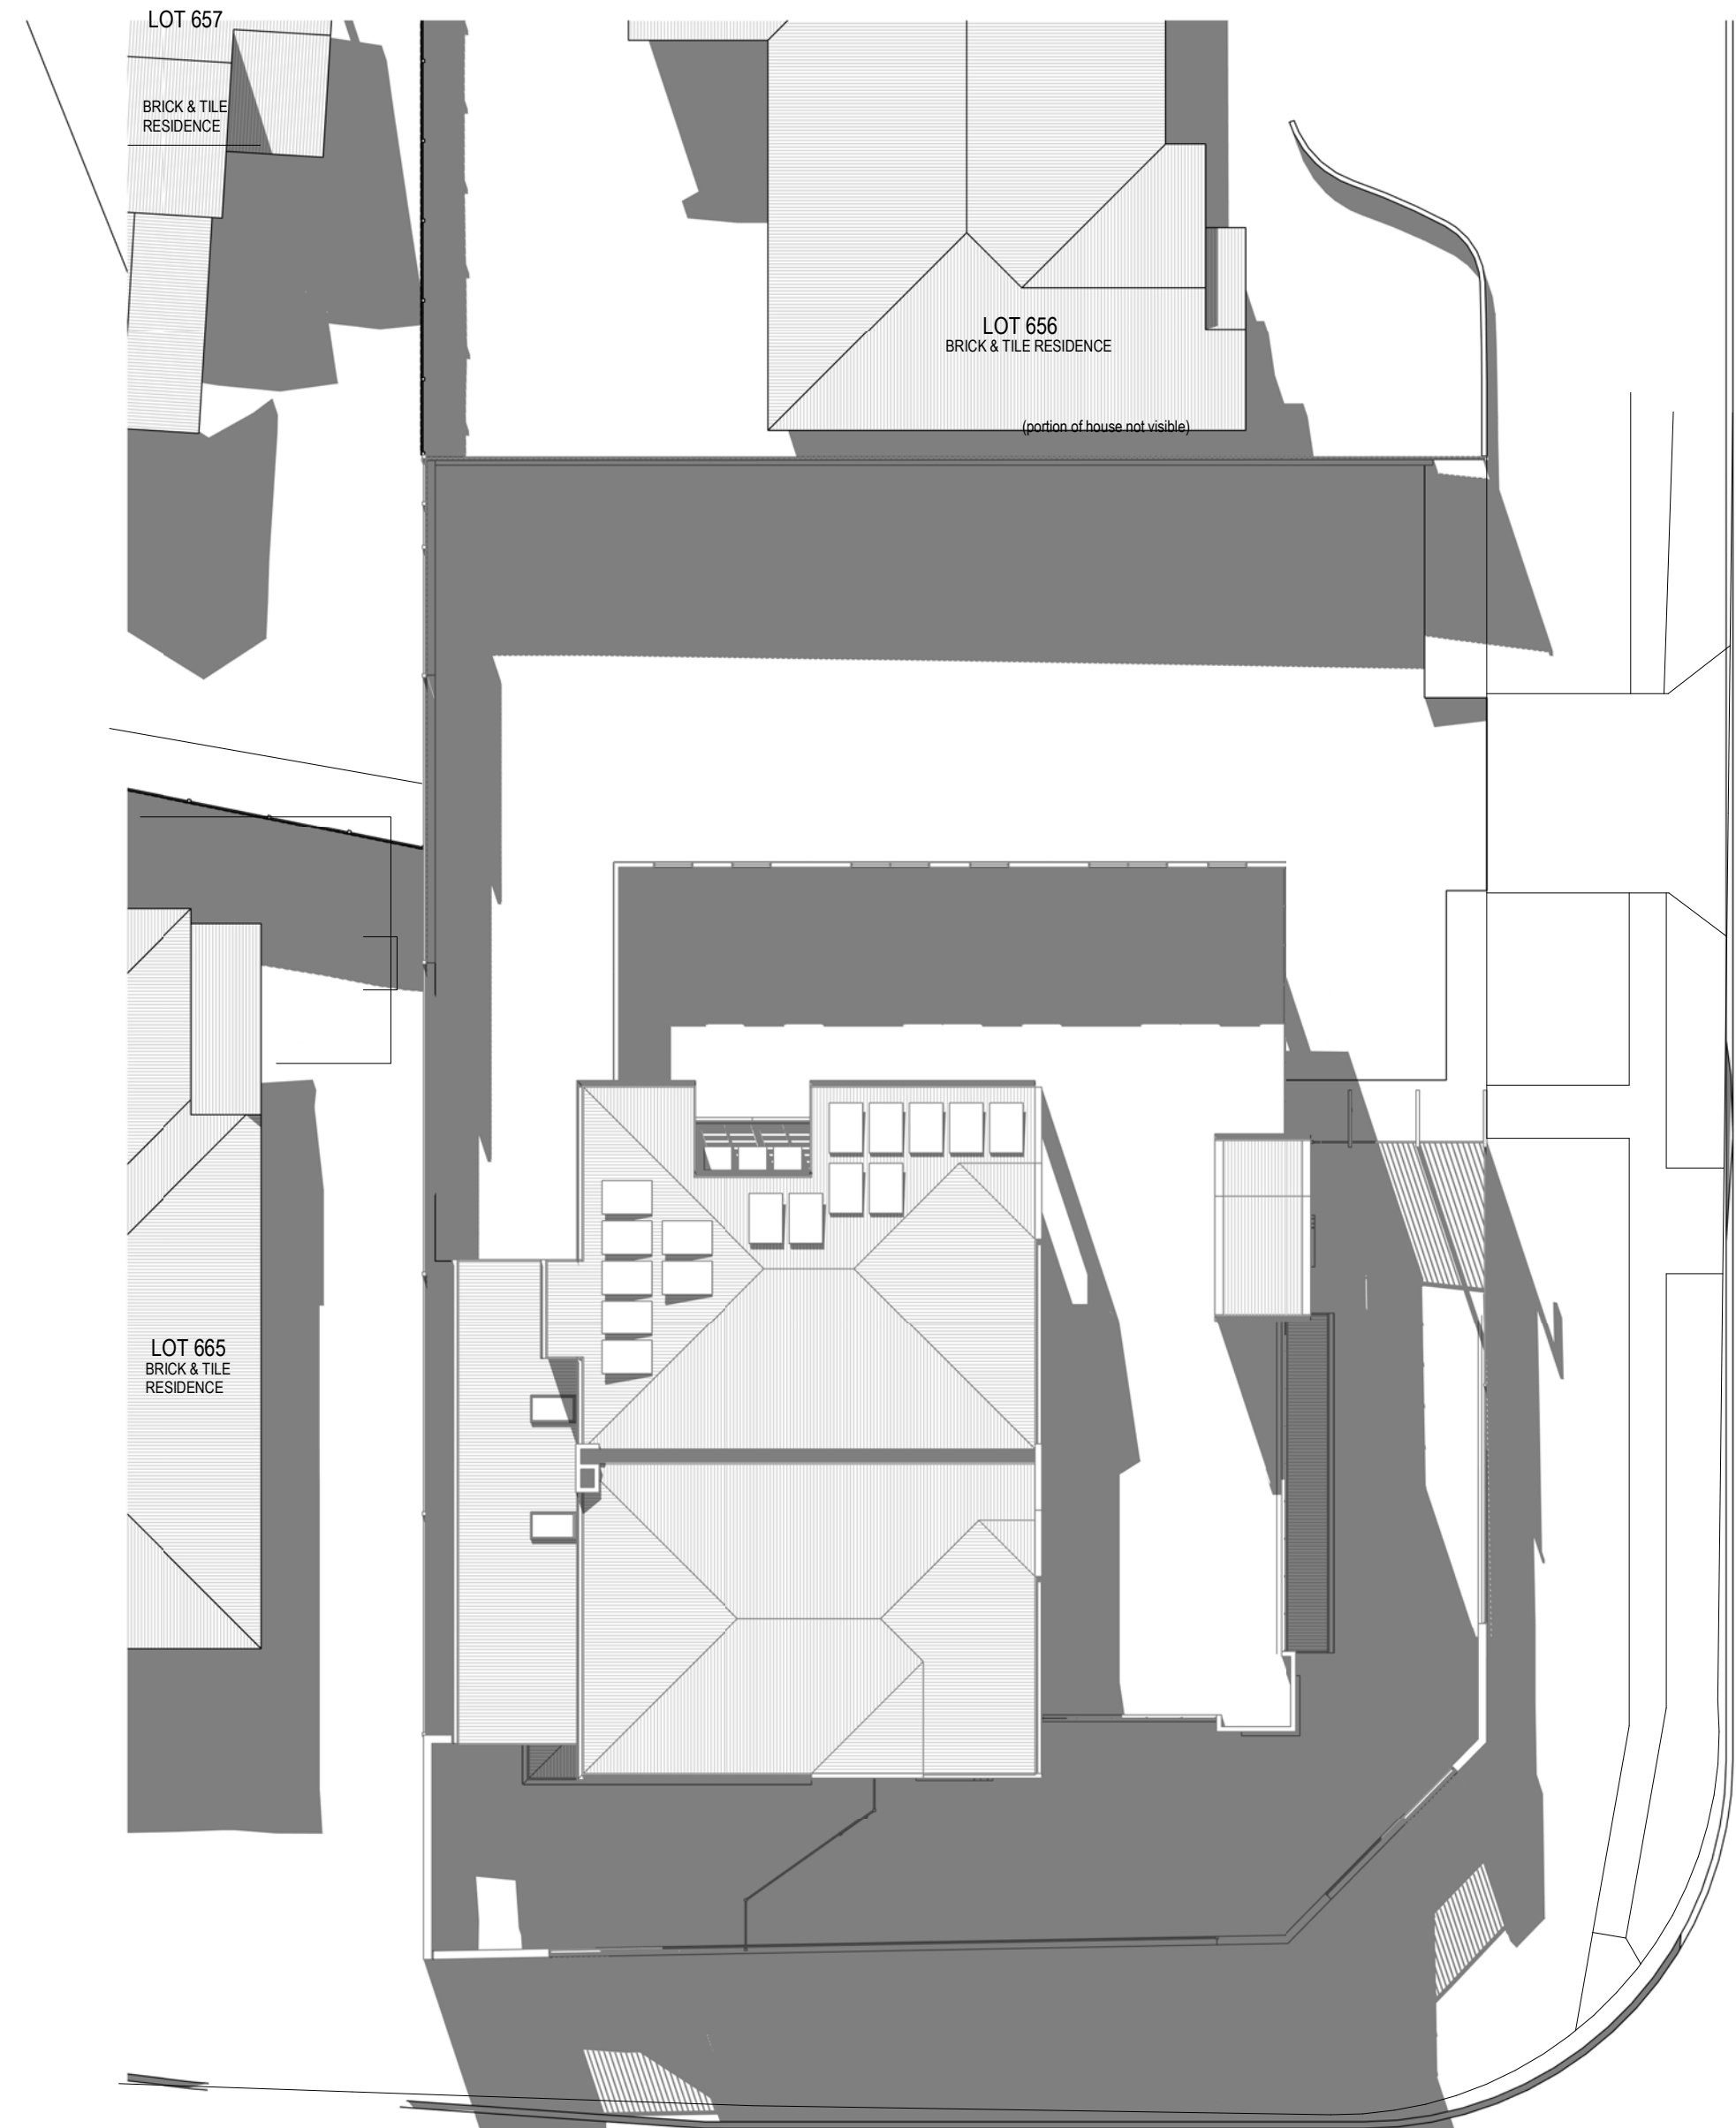 LOT 657
BRICK & TILE
RESIDENCE
LOT 656
BRICK & TILE RESIDENCE
(portion of house not visible)
LOT 665
BRICK & TILE
RESIDENCE